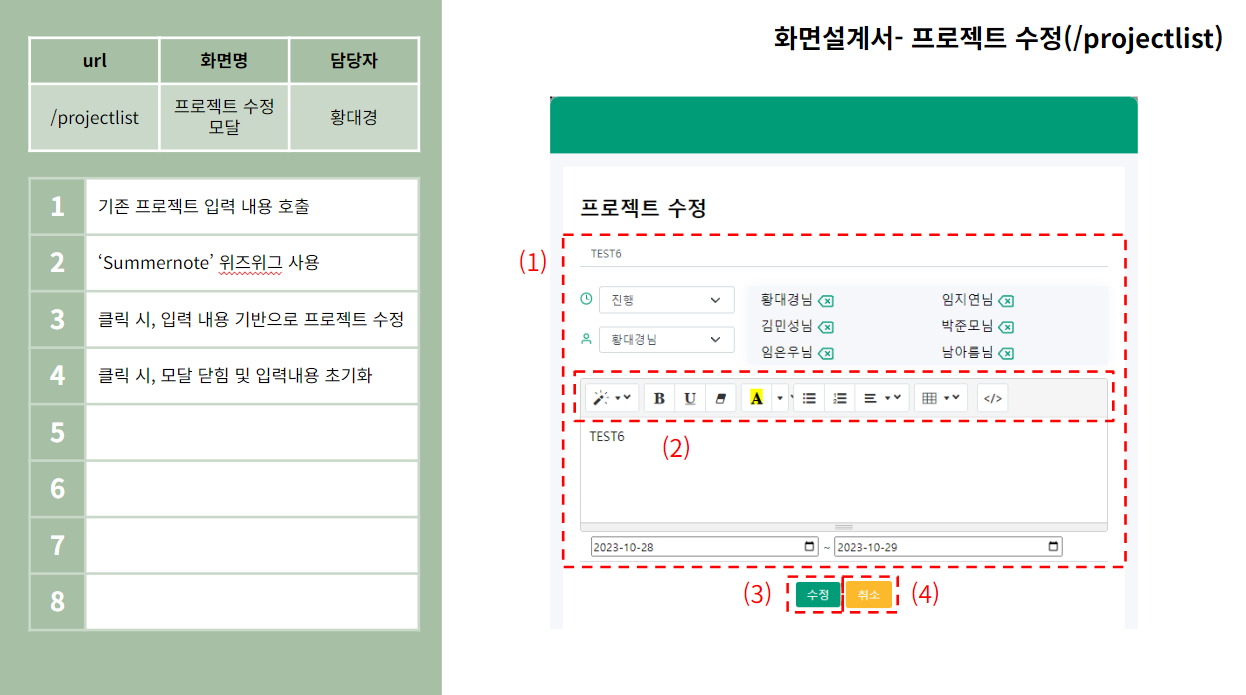 화면설계서- 프로젝트 수정(/projectlist)
url 화면명 담당자
/projectlist 프로젝트 수정 모달 황대경
1 기존 프로젝트 입력 내용 호출
2 ‘Summernote’ 위즈위그 사용
3 클릭 시, 입력 내용 기반으로 프로젝트 수정
4 클릭 시, 모달 닫힘 및 입력내용 초기화
5
6
7
8
프로젝트 수정
(1)
TEST6
진행
황대경님
황대경님 임지연님
김민성님 박준모님
임은우님 남아름님
B U A </>
TEST6
(2)
2023-10-28 ~ 2023-10-29
(3) 수정 취소 (4)